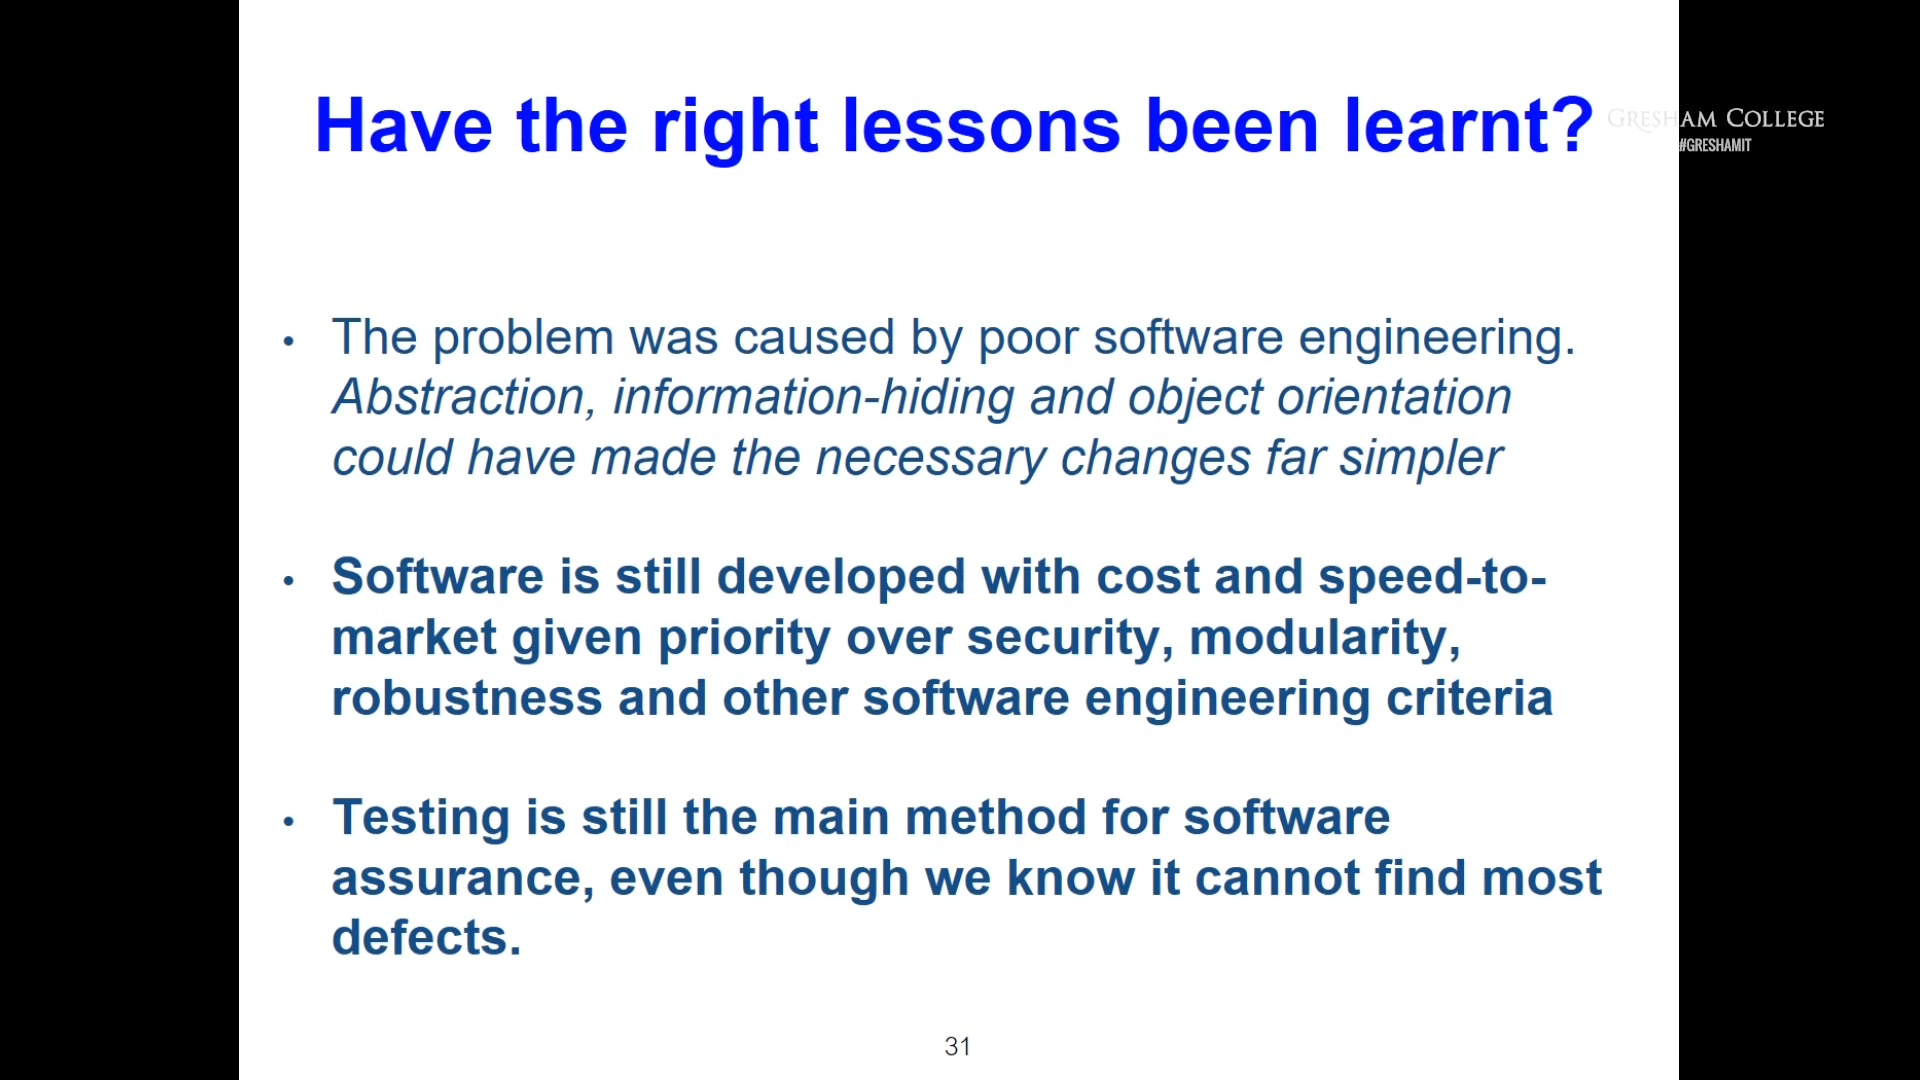 Have the right lessons been learnt?
GRESHAM COLLEGE
#GRESHAMIT
• The problem was caused by poor software engineering.
Abstraction, information-hiding and object orientation
could have made the necessary changes far simpler
• Software is still developed with cost and speed-to-
market given priority over security, modularity,
robustness and other software engineering criteria
• Testing is still the main method for software
assurance, even though we know it cannot find most
defects.
31